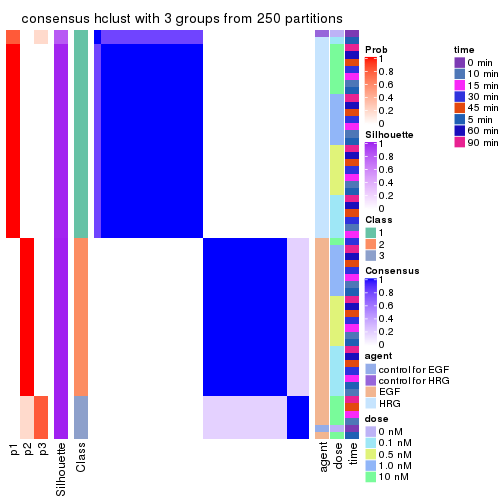 consensus hclust with 3 groups from 250 partitions
Prob
1
0.8
0.6
0.4
0.2
0
Silhouette
1
0.8
0.6
0.4
0.2
0
Class
1
2
3
Consensus
1
0.8
0.6
0.4
0.2
0
agent
control for EGF
control for HRG
EGF
HRG
dose
0 nM
0.1 nM
0.5 nM
1.0 nM
10 nM
time
0 min
10 min
15 min
30 min
45 min
5 min
60 min
90 min
p1
p2
p3
Silhouette
Class
agent
dose
time